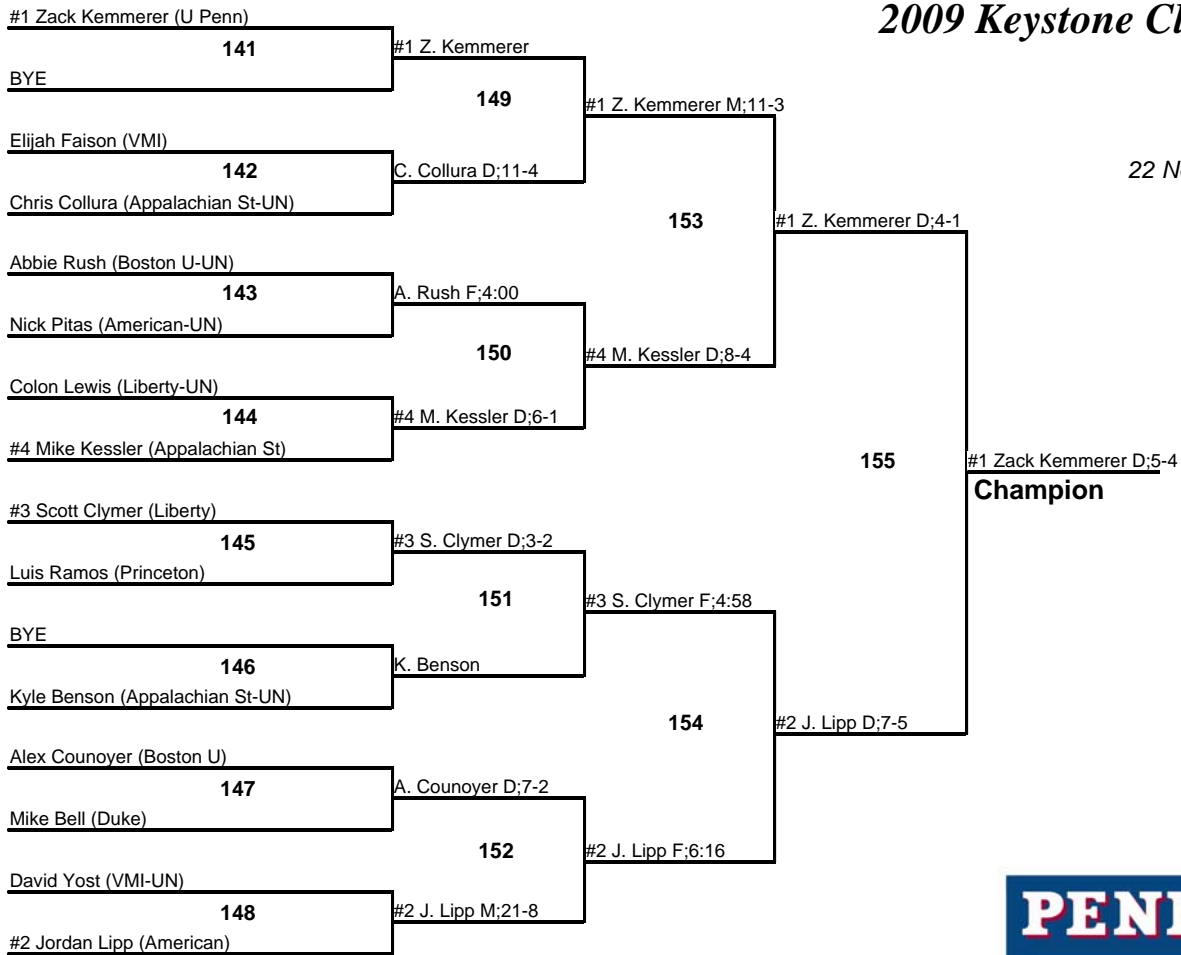 2009 Keystone Cl
22 N
#1 Zack Kemmerer (U Penn)
141
BYE
#1 Z. Kemmerer
149
Elijah Faison (VMI)
142
Chris Collura (Appalachian St-UN)
C. Collura D;11-4
#1 Z. Kemmerer M;11-3
153
Abbie Rush (Boston U-UN)
143
Nick Pitas (American-UN)
A. Rush F;4:00
150
Colon Lewis (Liberty-UN)
144
#4 Mike Kessler (Appalachian St)
#4 M. Kessler D;6-1
#4 M. Kessler D;8-4
#1 Z. Kemmerer D;4-1
155
#1 Zack Kemmerer D;5-4
Champion
#3 Scott Clymer (Liberty)
145
Luis Ramos (Princeton)
#3 S. Clymer D;3-2
151
BYE
146
Kyle Benson (Appalachian St-UN)
K. Benson
#3 S. Clymer F;4:58
154
#2 J. Lipp D;7-5
Alex Counoyer (Boston U)
147
Mike Bell (Duke)
A. Counoyer D;7-2
152
David Yost (VMI-UN)
148
#2 Jordan Lipp (American)
#2 J. Lipp M;21-8
#2 J. Lipp F;6:16